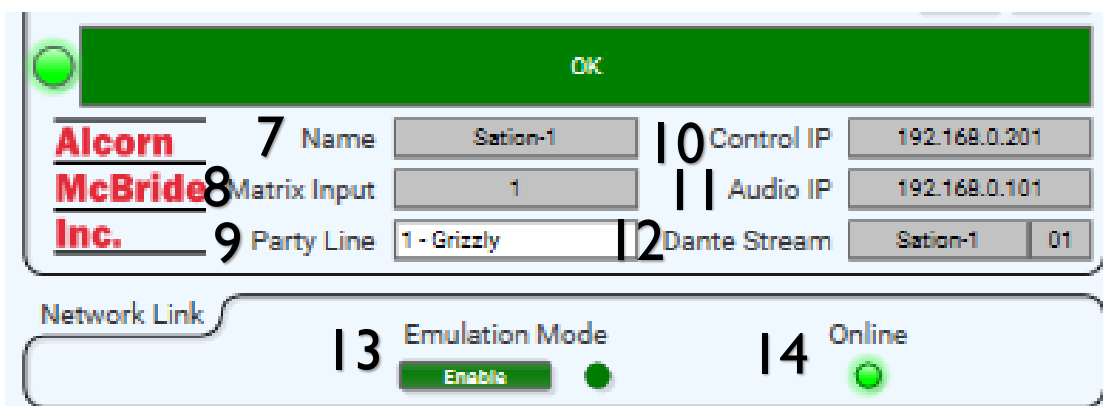 OK
Alcorn
McBride
Inc.
7 Name Sation-1 10 Control IP 192.168.0.201
8 Matrix Input 1 11 Audio IP 192.168.0.101
9 Party Line 1 - Grizzly 12 Dante Stream Sation-1 01
Network Link
13 Emulation Mode 14 Online
Enable